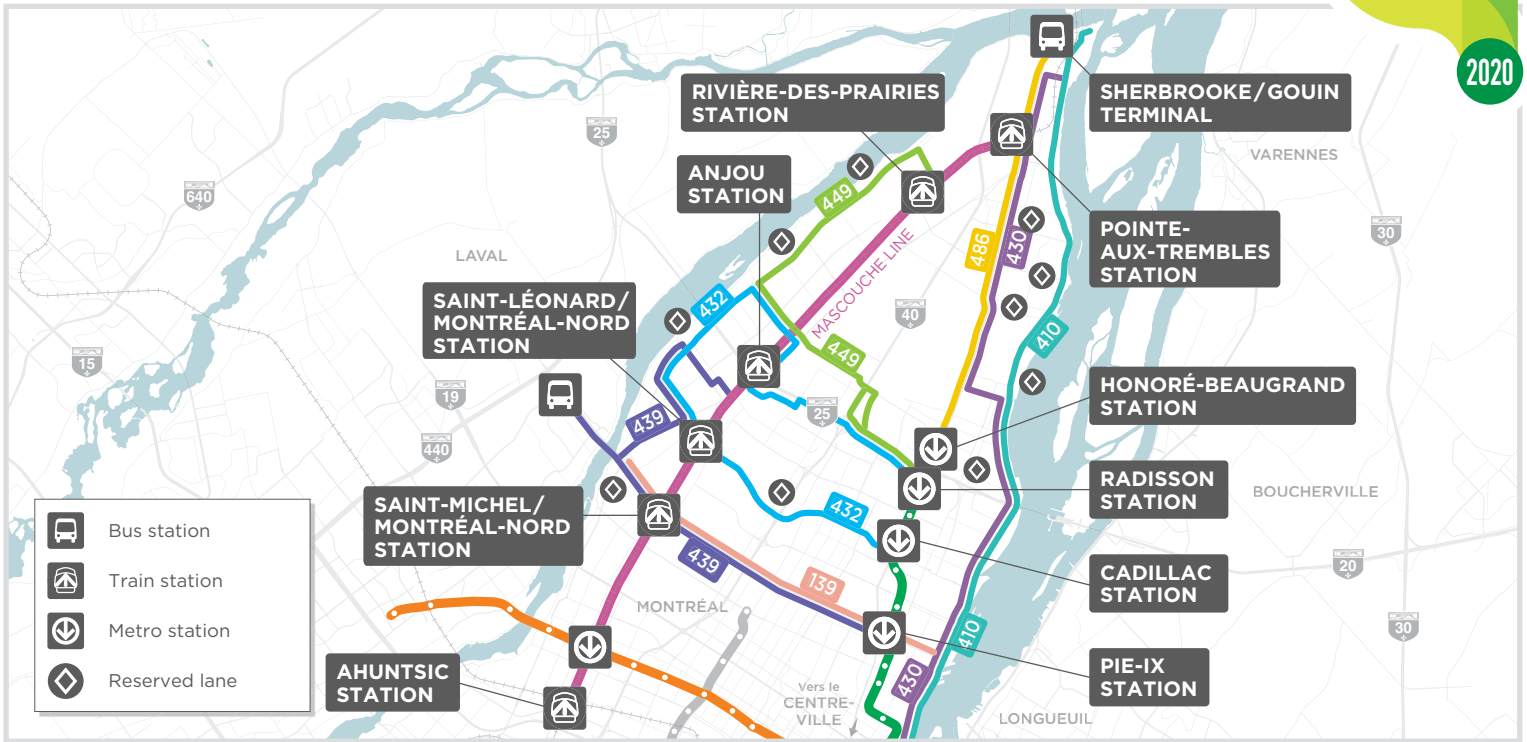 2020
RIVIÈRE-DES-PRAIRIES
STATION
SHERBROOKE/GOUIN
TERMINAL
25
VARENNES
ANJOU
STATION
640
449
486
430
POINTE-
AUX-TREMBLES
STATION
30
LAVAL
MASCOUCHE LINE
SAINT-LÉONARD/
MONTRÉAL-NORD
STATION
432
40
410
15
449
19
HONORÉ-BEAUGRAND
STATION
25
439
440
RADISSON
STATION
BOUCHERVILLE
SAINT-MICHEL/
MONTRÉAL-NORD
STATION
432
439
139
20
CADILLAC
STATION
MONTRÉAL
30
410
430
PIE-IX
STATION
AHUNTSIC
STATION
Vers le
CENTRE-
VILLE
LONGUEUIL
Bus station
Train station
Metro station
Reserved lane